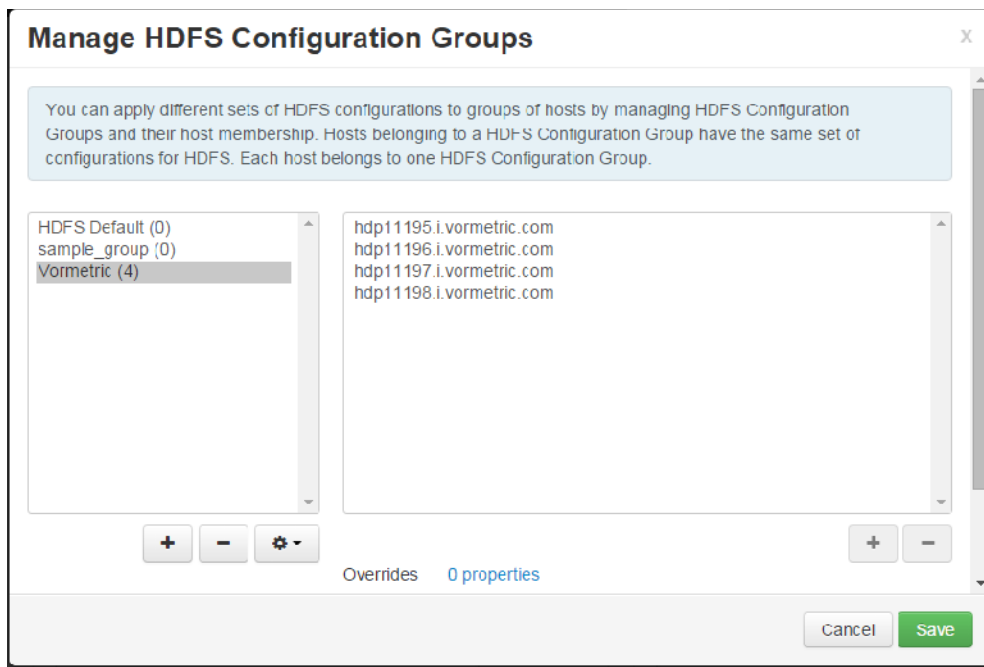 Manage HDFS Configuration Groups
X
You can apply different sets of HDFS configurations to groups of hosts by managing HDFS Configuration
Groups and their host membership. Hosts belonging to a HDFS Configuration Group have the same set of
configurations for HDFS. Each host belongs to one HDFS Configuration Group.
HDFS Default (0)
sample_group (0)
Vormetric (4)
hdp11195.i.vormetric.com
hdp11196.i.vormetric.com
hdp11197.i.vormetric.com
hdp11198.i.vormetric.com
Overrides 0 properties
Cancel Save